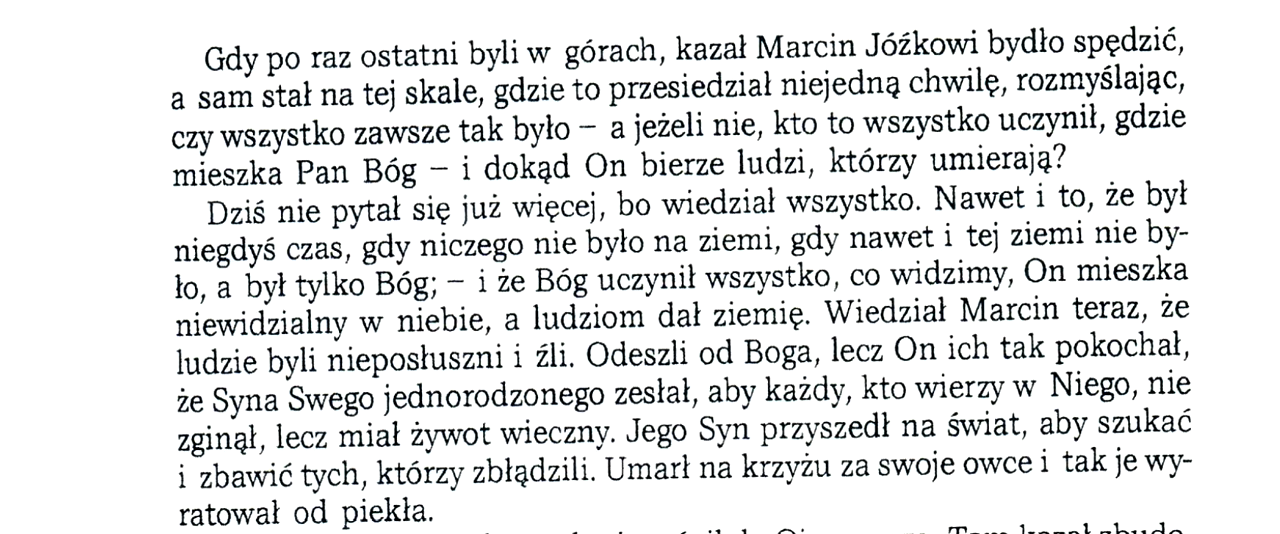 Gdy po raz ostatni byli w górach, kazał Marcin Jóźkowi bydło spędzić,
a sam stał na tej skale, gdzie to przesiedział niejedną chwilę, rozmyślając,
czy wszystko zawsze tak było – a jeżeli nie, kto to wszystko uczynił, gdzie
mieszka Pan Bóg – i dokąd On bierze ludzi, którzy umierają?
Dziś nie pytał się już więcej, bo wiedział wszystko. Nawet i to, że był
niegdyś czas, gdy niczego nie było na ziemi, gdy nawet i tej ziemi nie by-
ło, a był tylko Bóg; – i że Bóg uczynił wszystko, co widzimy, On mieszka
niewidzialny w niebie, a ludziom dał ziemię. Wiedział Marcin teraz, że
ludzie byli nieposłuszni i źli. Odeszli od Boga, lecz On ich tak pokochał,
że Syna Swego jednorodzonego zesłał, aby każdy, kto wierzy w Niego, nie
zginął, lecz miał żywot wieczny. Jego Syn przyszedł na świat, aby szukać
i zbawić tych, którzy zbłądzili. Umarł na krzyżu za swoje owce i tak je wy-
ratował od piekła.